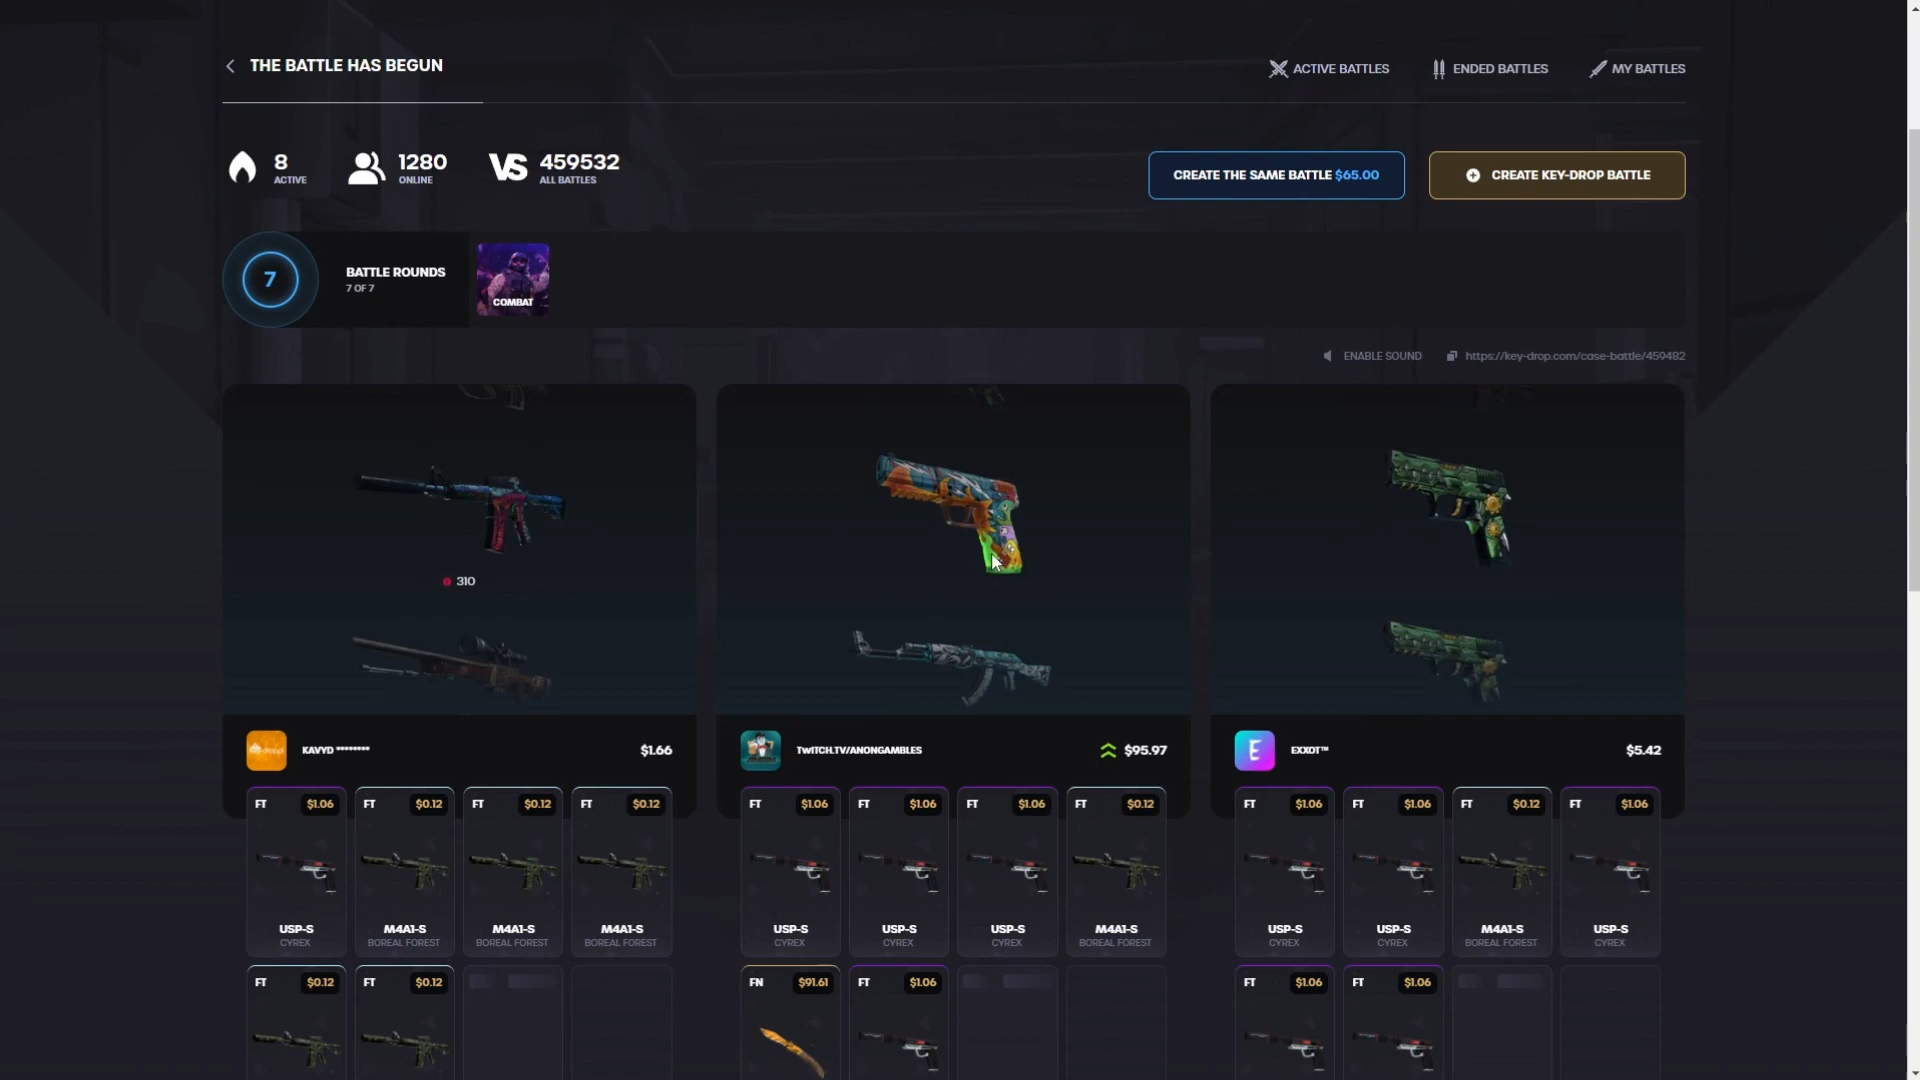 THE BATTLE HAS BEGUN
ACTIVE BATTLES
ENDED BATTLES
MY BATTLES
8
ACTIVE
1280
ONLINE
VS
459532
ALL BATTLES
CREATE THE SAME BATTLE $65.00
CREATE KEY-DROP BATTLE
7
BATTLE ROUNDS
7 OF 7
COMBAT
ENABLE SOUND
https://key-drop.com/case-battle/459482
310
KAVYD ********
$1.66
TWITCH.TV/ANONGAMBLES
$95.97
E
EXXOT™
$5.42
FT $1.06
FT $0.12
FT $0.12
FT $0.12
FT $1.06
FT $1.06
FT $1.06
FT $0.12
FT $1.06
FT $1.06
FT $0.12
FT $1.06
USP-S
CYREX
M4A1-S
BOREAL FOREST
M4A1-S
BOREAL FOREST
M4A1-S
BOREAL FOREST
USP-S
CYREX
USP-S
CYREX
USP-S
CYREX
M4A1-S
BOREAL FOREST
USP-S
CYREX
USP-S
CYREX
M4A1-S
BOREAL FOREST
USP-S
CYREX
FT $0.12
FT $0.12
FN $91.61
FT $1.06
FT $1.06
FT $1.06